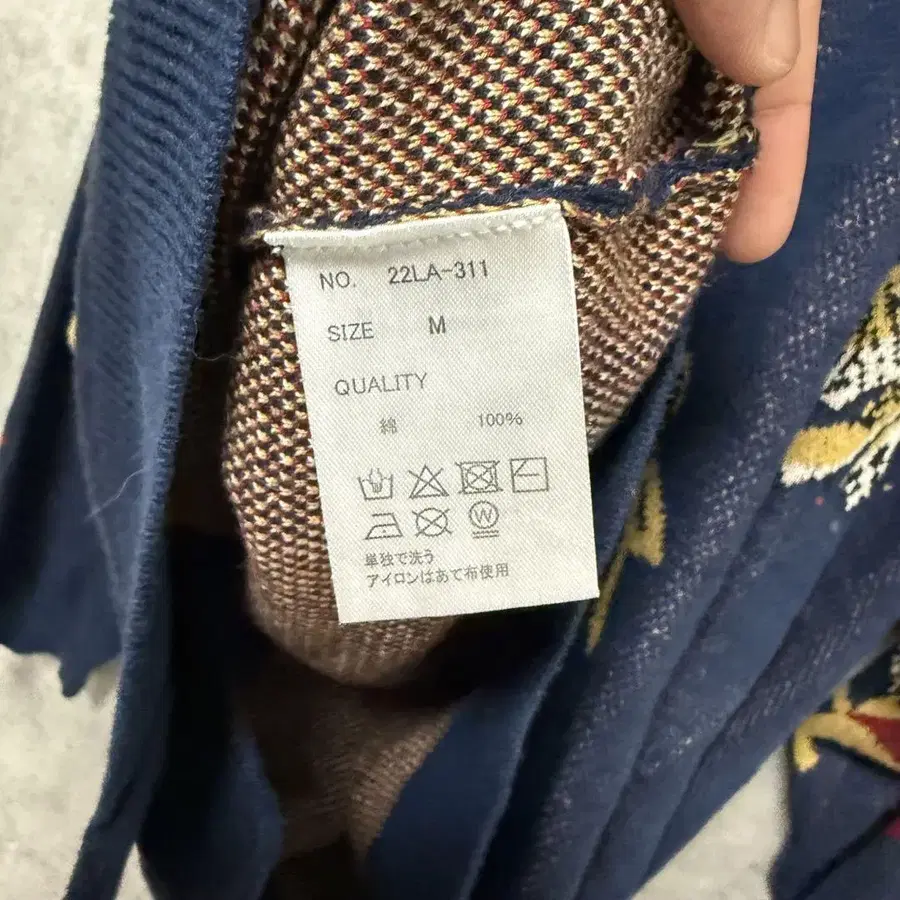 NO. 22LA-311
SIZE M
QUALITY
綿 100%
W
単独で洗う
アイロンはあて布使用